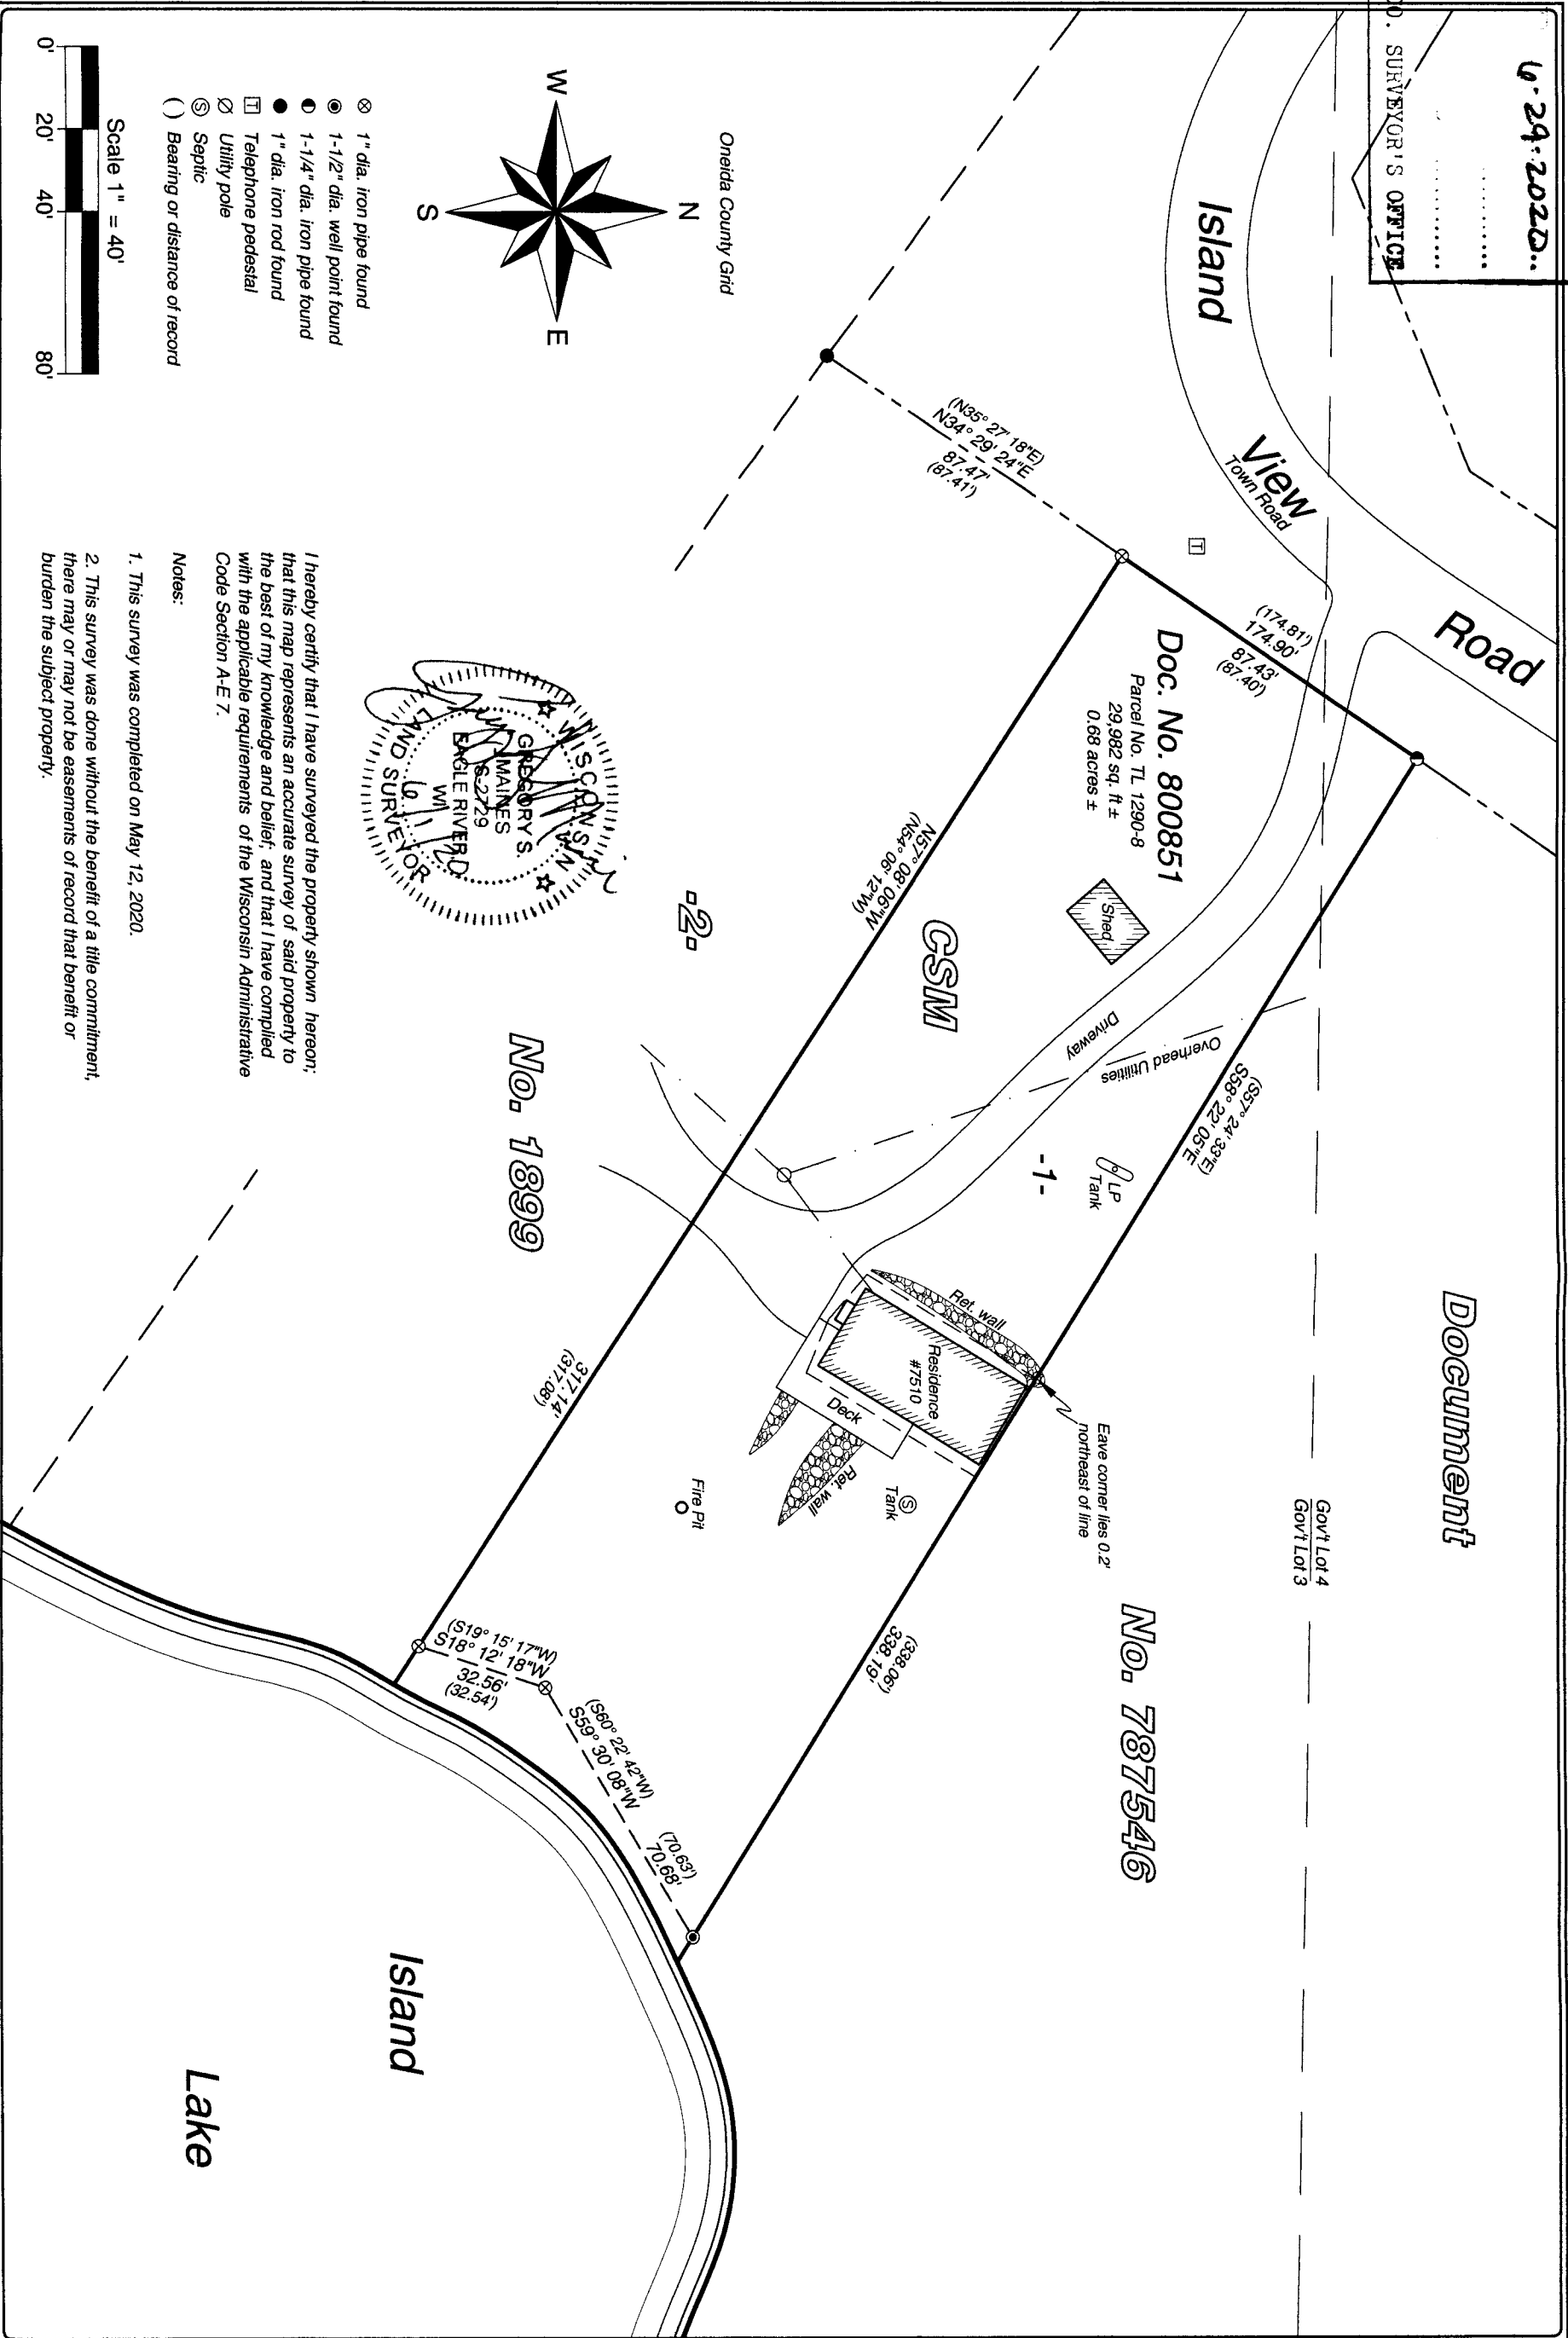 6-29-2020..
CO. SURVEYOR'S OFFICE
Island
View
Town Road
Road
Document
No. 787546
Gov't Lot 4
Gov't Lot 3
(N35° 27' 18"E)
N34° 29' 24"E
87.47'
(87.41')
T
(174.81')
174.90'
87.43'
(87.40')
Doc. No. 800851
Parcel No. TL 1290-8
29,982 sq. ft ±
0.68 acres ±
Shed
Driveway
Overhead Utilities
(S57° 24' 33"E)
S58° 22' 05"E
LP
Tank
-1-
CSM
N57° 08' 06"W
(N54° 06' 12"W)
Ret. wall
Residence
#7510
Deck
Ret. wall
S
Tank
Fire Pit
Eave corner lies 0.2'
northeast of line
(338.06')
338.19'
317.14'
(317.08')
-2-
No. 1899
(S19° 15' 17"W)
S18° 12' 18"W
32.56'
(32.54')
(S60° 22' 42"W)
S59° 30' 08"W
(70.63')
70.68'
Island
Lake
Oneida County Grid
N
W
E
S
1" dia. iron pipe found
1-1/2" dia. well point found
1-1/4" dia. iron pipe found
1" dia. iron rod found
T Telephone pedestal
Utility pole
S Septic
( ) Bearing or distance of record
Scale 1" = 40'
0' 20' 40' 80'
WISCONSIN
GREGORY S.
MAINES
S-2729
EAGLE RIVER
WI
LAND SURVEYOR
I hereby certify that I have surveyed the property shown hereon;
that this map represents an accurate survey of said property to
the best of my knowledge and belief; and that I have complied
with the applicable requirements of the Wisconsin Administrative
Code Section A-E 7.
Notes:
1. This survey was completed on May 12, 2020.
2. This survey was done without the benefit of a title commitment,
there may or may not be easements of record that benefit or
burden the subject property.